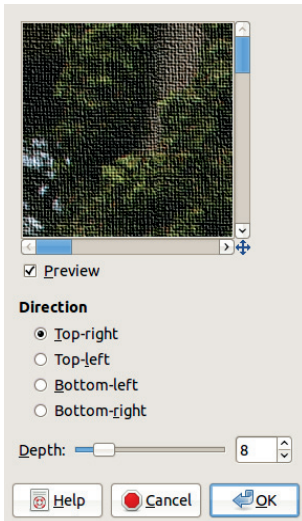 Preview
Direction
Top-right
Top-left
Bottom-left
Bottom-right
Depth: 8
Help Cancel OK